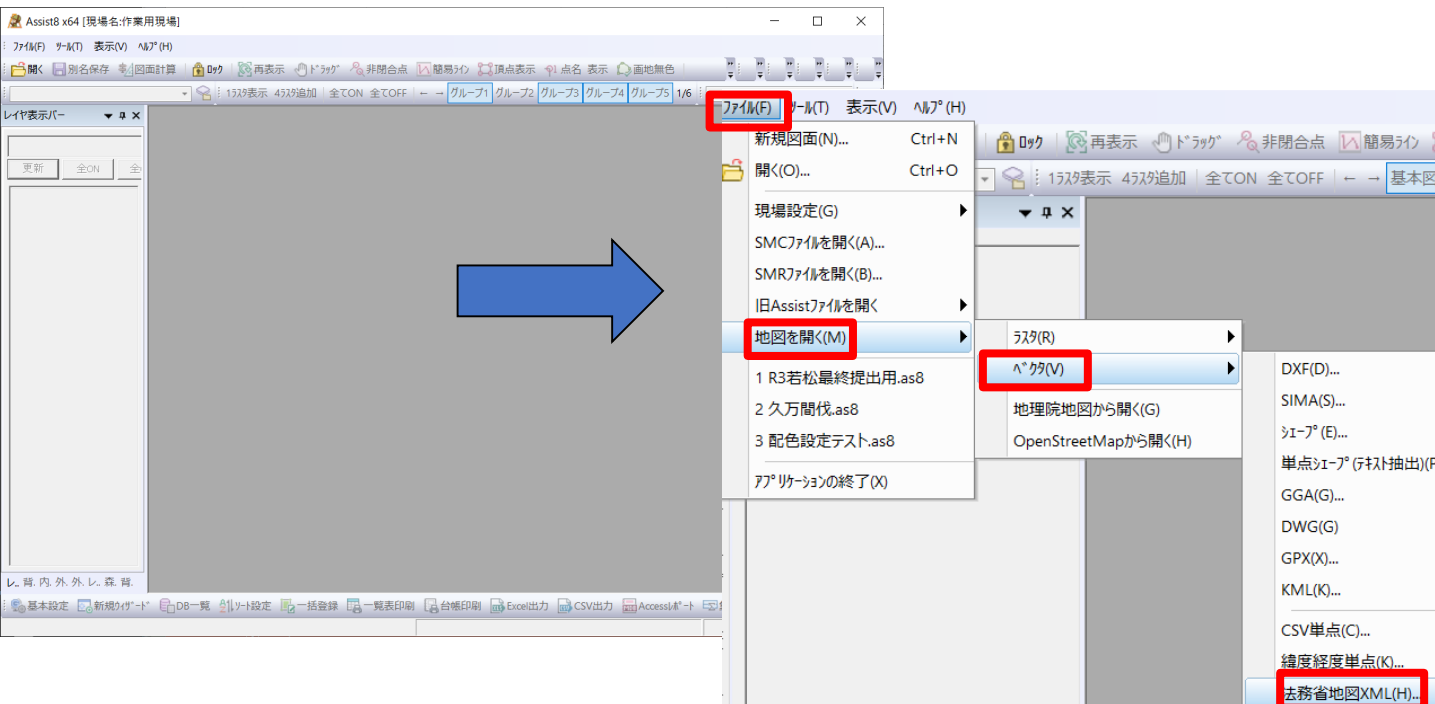 Assist8 x64 [現場名:作業用現場]
ﾌｧｲﾙ(F) ﾂｰﾙ(T) 表示(V) ﾍﾙﾌﾟ(H)
開く 別名保存 図面計算 ﾛｯｸ 再表示 ﾄﾞﾗｯｸﾞ 非閉合点 簡易ﾗｲﾝ 頂点表示 点名 表示 画地無色
1ﾗｽﾀ表示 4ﾗｽﾀ追加 全てON 全てOFF ← → グループ1 グループ2 グループ3 グループ4 グループ5 1/6
レイヤ表示バー
更新 全ON 全
レ.. 背. 内. 外. 外. レ.. 森. 背.
基本設定 新規ｳｨｻﾞｰﾄﾞ DB一覧 ｿｰﾄ設定 一括登録 一覧表印刷 台帳印刷 Excel出力 CSV出力 Accessﾚﾎﾟｰﾄ
ﾌｧｲﾙ(F) ﾂｰﾙ(T) 表示(V) ﾍﾙﾌﾟ(H)
ﾛｯｸ 再表示 ﾄﾞﾗｯｸﾞ 非閉合点 簡易ﾗｲﾝ
1ﾗｽﾀ表示 4ﾗｽﾀ追加 全てON 全てOFF ← → 基本図
新規図面(N)... Ctrl+N
開く(O)... Ctrl+O
現場設定(G)
SMCﾌｧｲﾙを開く(A)...
SMRﾌｧｲﾙを開く(B)...
旧Assistﾌｧｲﾙを開く
地図を開く(M)
1 R3若松最終提出用.as8
2 久万間伐.as8
3 配色設定テスト.as8
ｱﾌﾟﾘｹｰｼｮﾝの終了(X)
ﾗｽﾀ(R)
ﾍﾞｸﾀ(V)
地理院地図から開く(G)
OpenStreetMapから開く(H)
DXF(D)...
SIMA(S)...
ｼｪｰﾌﾟ(E)...
単点ｼｪｰﾌﾟ(ﾃｷｽﾄ抽出)(P
GGA(G)...
DWG(G)
GPX(X)...
KML(K)...
CSV単点(C)...
緯度経度単点(K)...
法務省地図XML(H)...